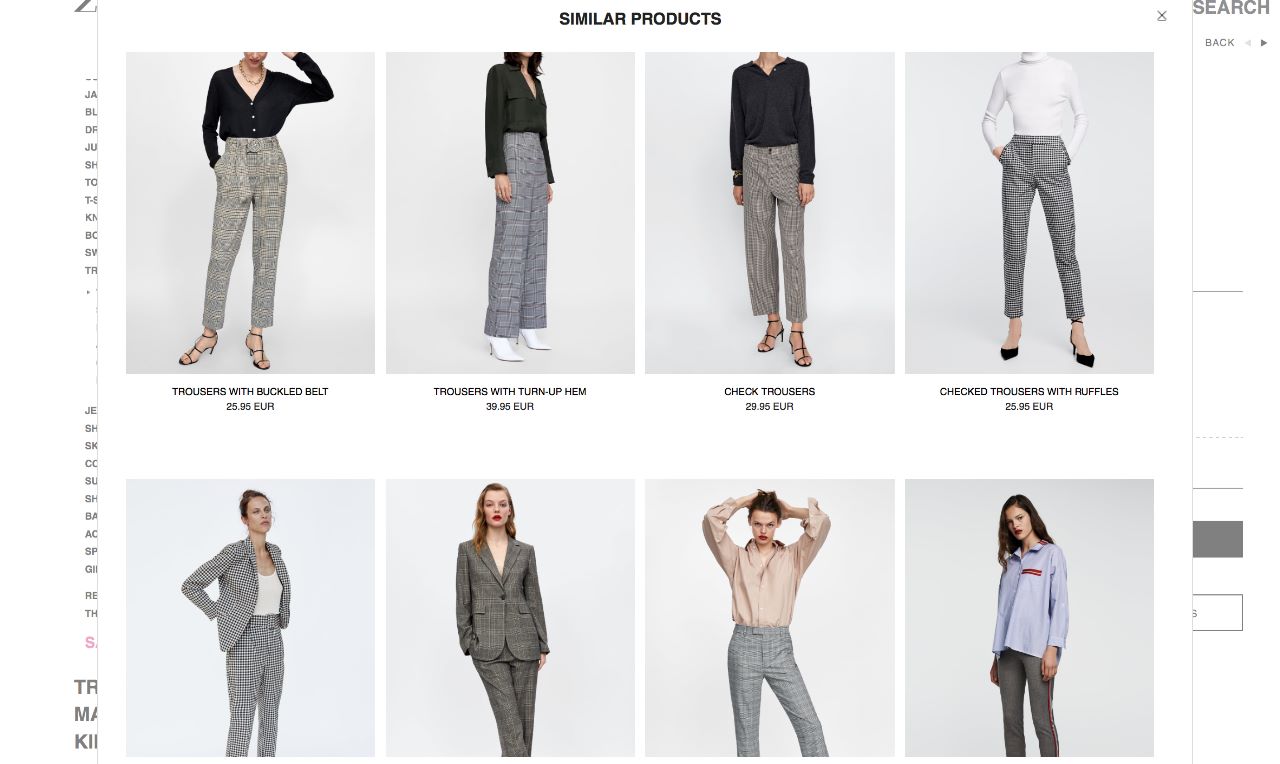 SIMILAR PRODUCTS
SEARCH
BACK
JA
BL
DR
JU
SH
TO
T-S
KN
BO
SW
TR
TROUSERS WITH BUCKLED BELT
25.95 EUR
TROUSERS WITH TURN-UP HEM
39.95 EUR
CHECK TROUSERS
29.95 EUR
CHECKED TROUSERS WITH RUFFLES
25.95 EUR
JE
SH
SK
CO
SU
SH
BA
AC
SP
GI
RE
TH
S
TR
MA
KI
S